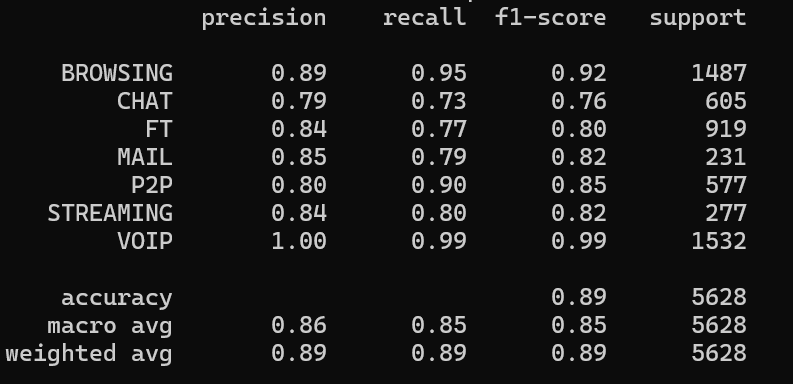 precision recall f1-score support
BROWSING 0.89 0.95 0.92 1487
CHAT 0.79 0.73 0.76 605
FT 0.84 0.77 0.80 919
MAIL 0.85 0.79 0.82 231
P2P 0.80 0.90 0.85 577
STREAMING 0.84 0.80 0.82 277
VOIP 1.00 0.99 0.99 1532
accuracy 0.89 5628
macro avg 0.86 0.85 0.85 5628
weighted avg 0.89 0.89 0.89 5628